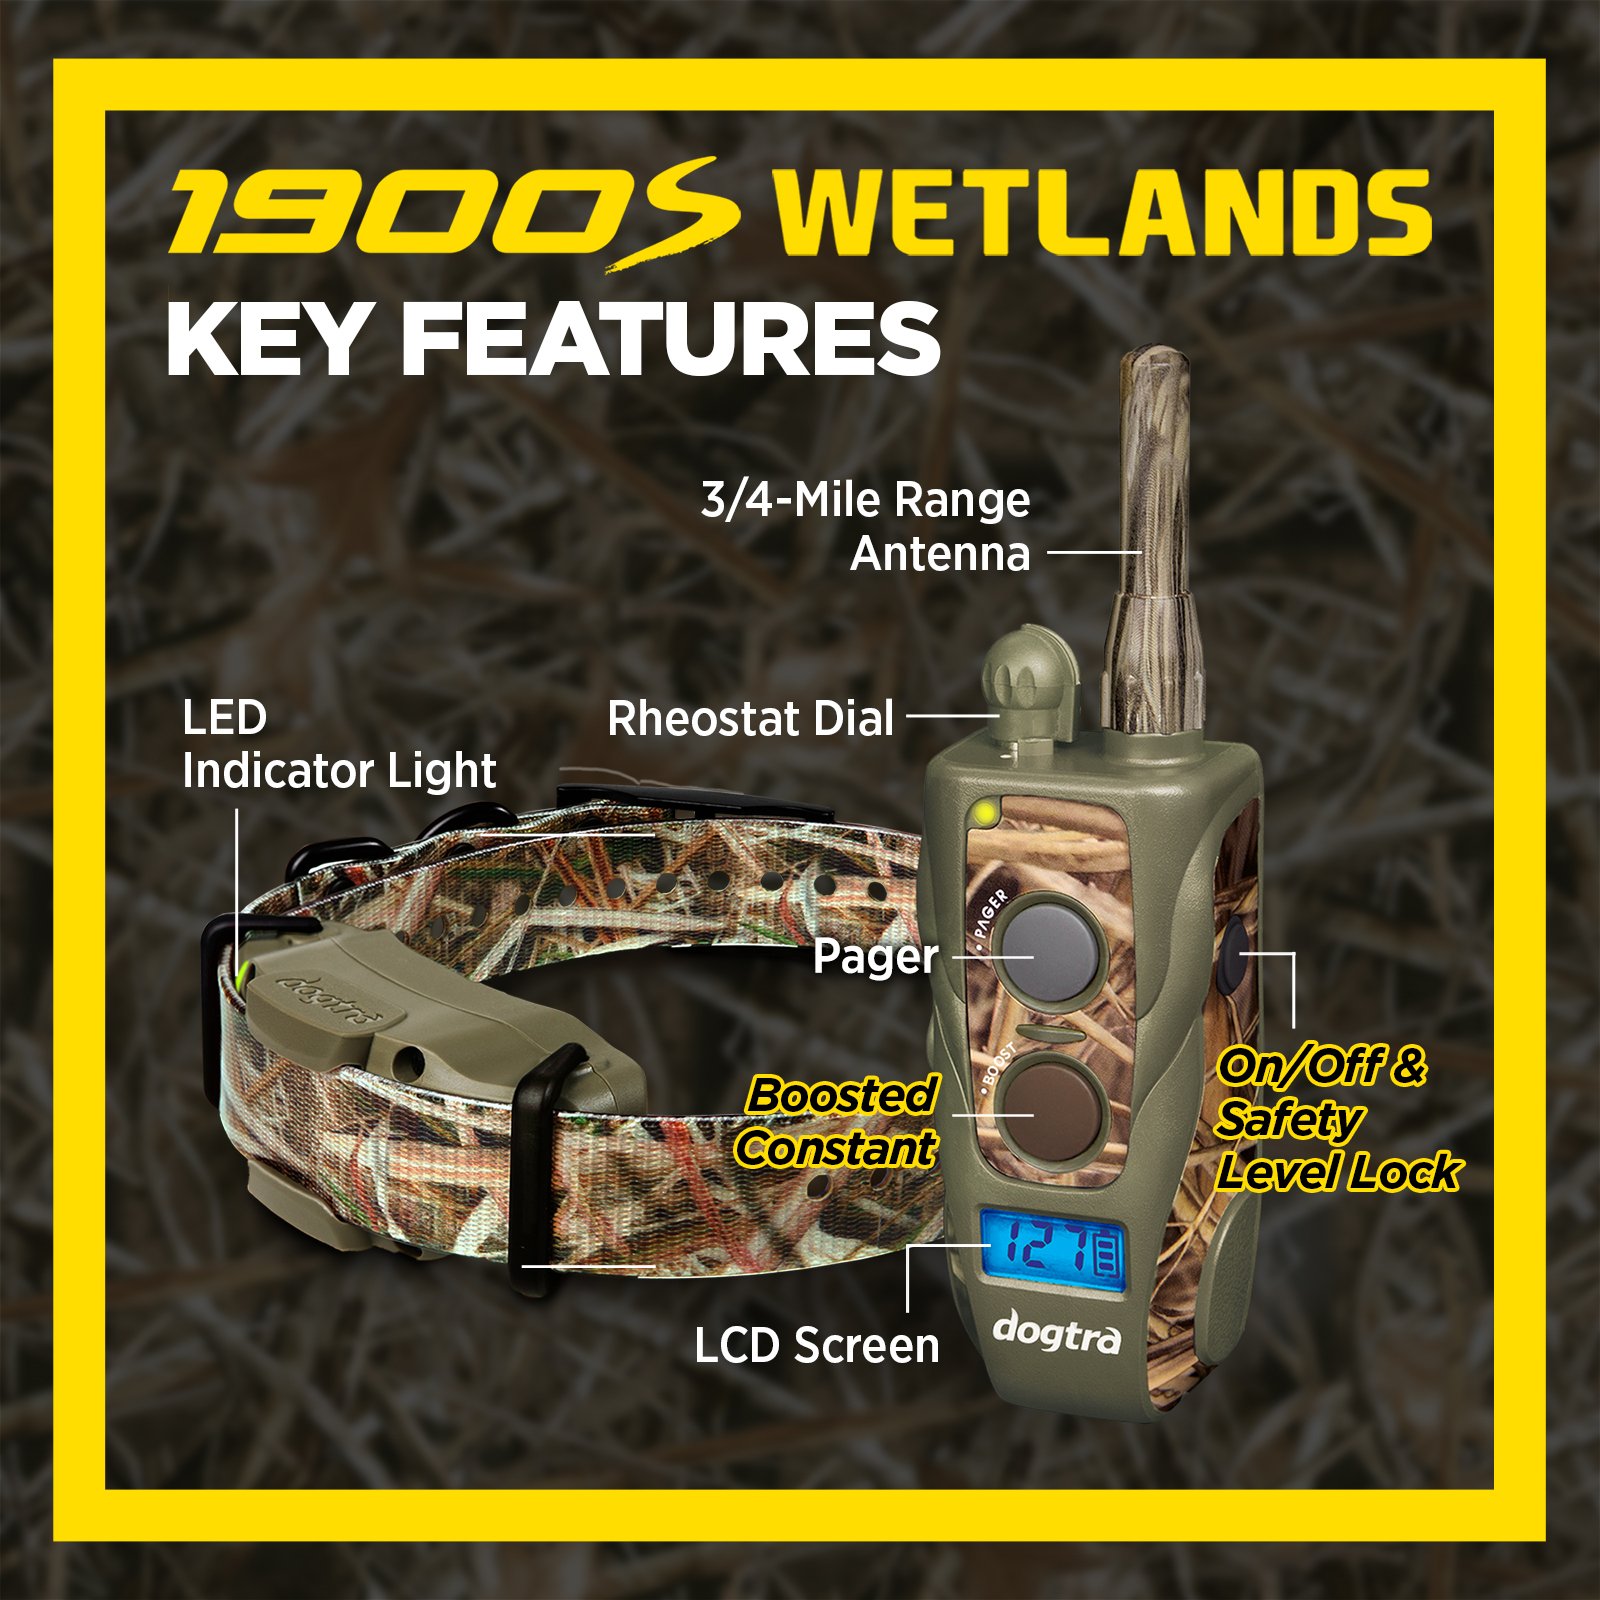 1900S WETLANDS
KEY FEATURES
3/4-Mile Range
Antenna
LED
Indicator Light
Rheostat Dial
• PAGER
Pager
dogtra
• BOOST
Boosted
Constant
On/Off &
Safety
Level Lock
127
LCD Screen
dogtra